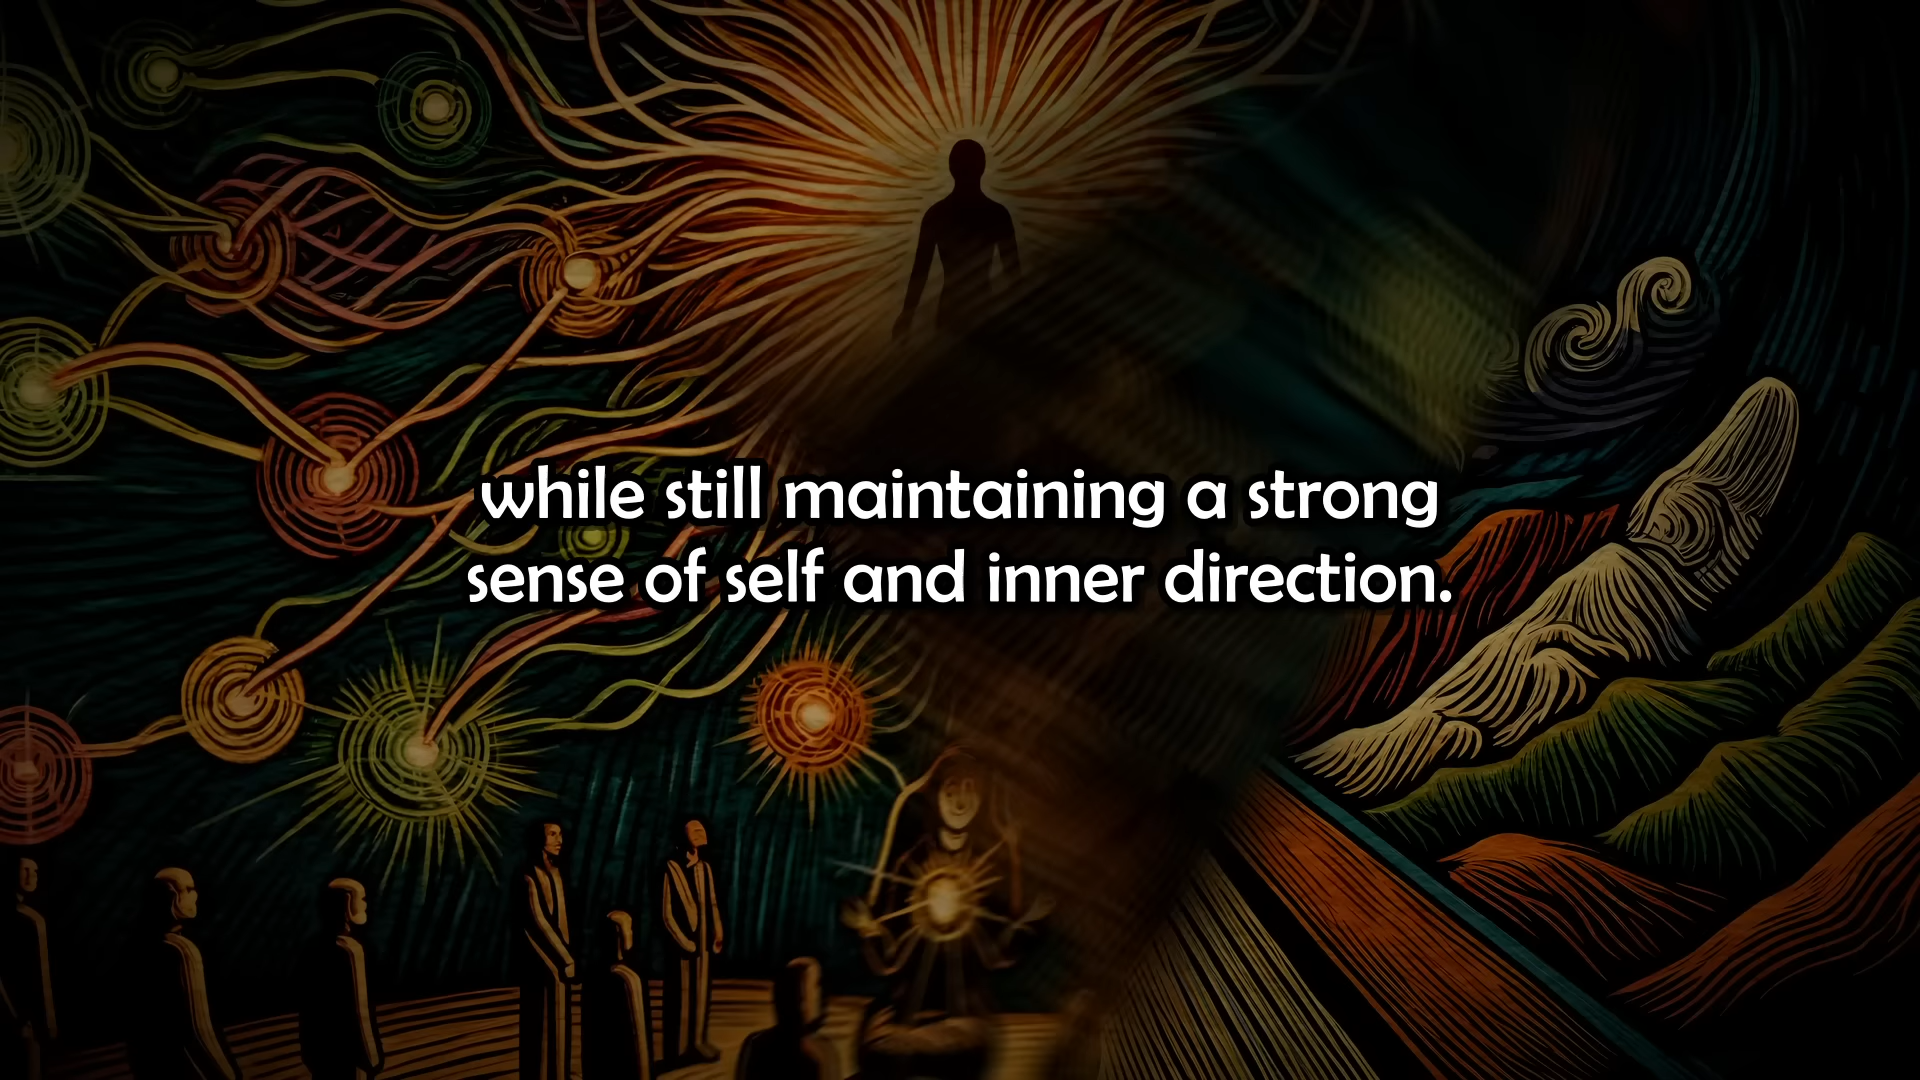 while still maintaining a strong
sense of self and inner direction.